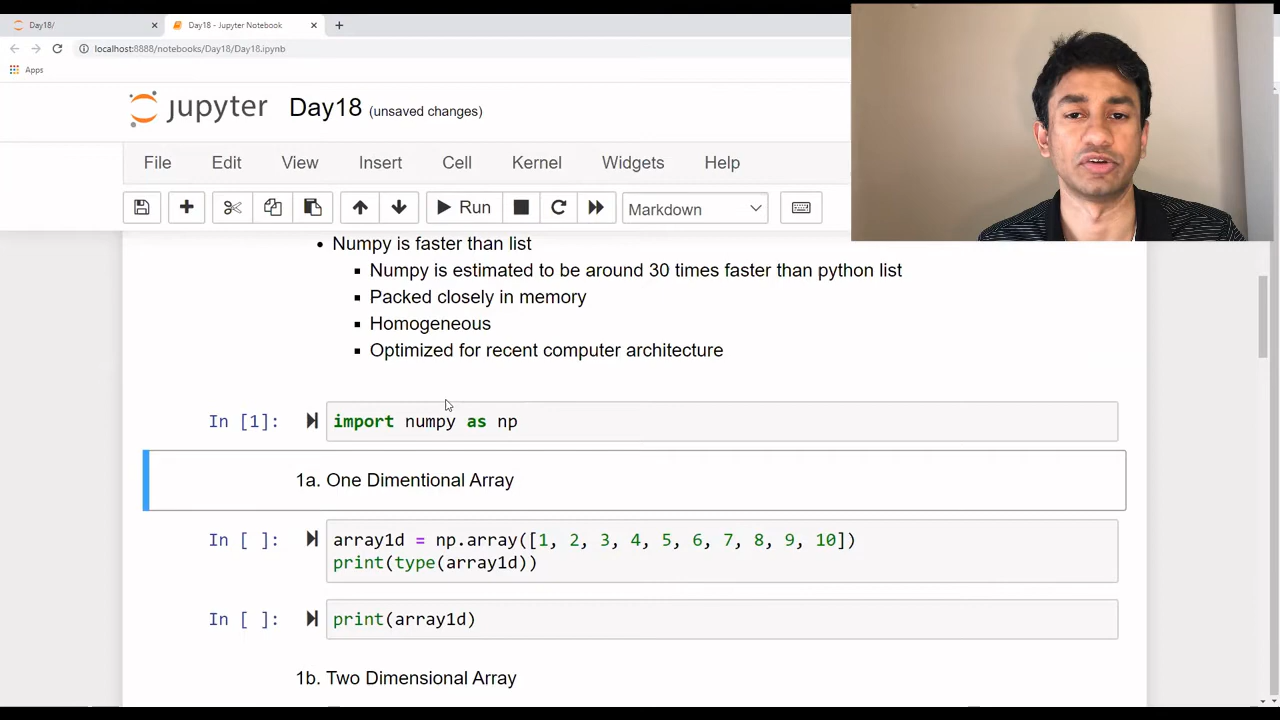 Day18/
Day18 - Jupyter Notebook
localhost:8888/notebooks/Day18/Day18.ipynb
Apps
jupyter Day18 (unsaved changes)
File Edit View Insert Cell Kernel Widgets Help
Run Markdown
Numpy is faster than list
Numpy is estimated to be around 30 times faster than python list
Packed closely in memory
Homogeneous
Optimized for recent computer architecture
In [1]: import numpy as np
1a. One Dimentional Array
In [ ]: array1d = np.array([1, 2, 3, 4, 5, 6, 7, 8, 9, 10])
print(type(array1d))
In [ ]: print(array1d)
1b. Two Dimensional Array